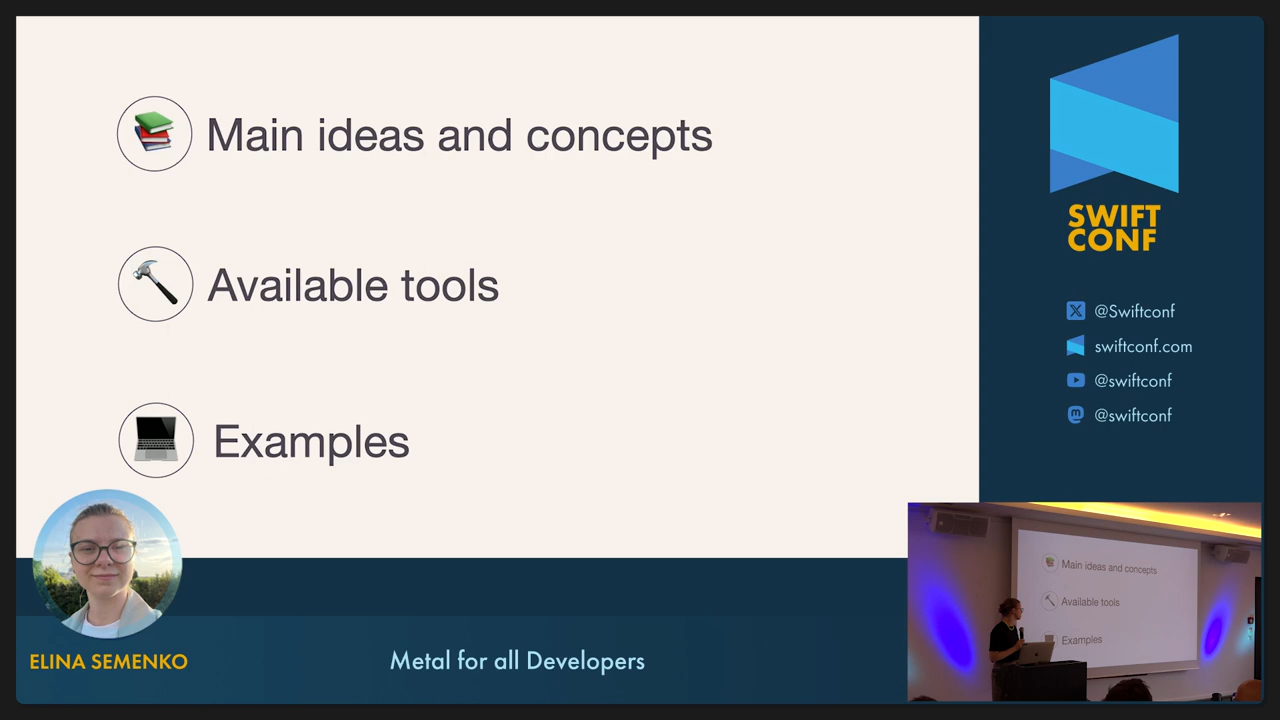 Main ideas and concepts
Available tools
Examples
SWIFT
CONF
@Swiftconf
swiftconf.com
@swiftconf
@swiftconf
ELINA SEMENKO
Metal for all Developers
Main ideas and concepts
Available tools
Examples